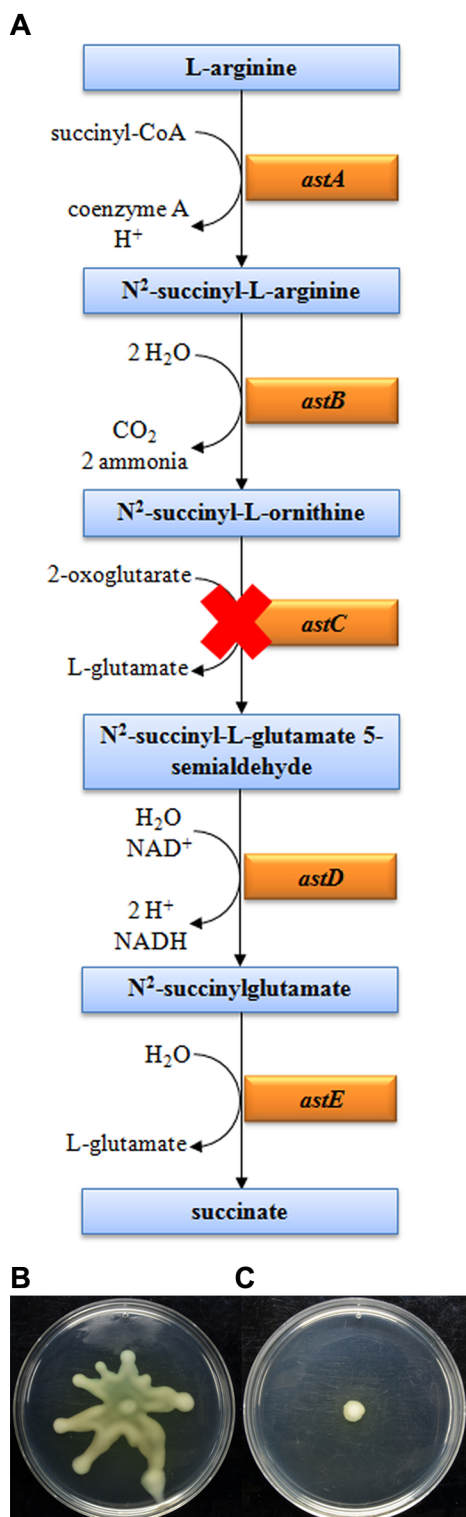 A
L-arginine
succinyl-CoA
astA
coenzyme A
H⁺
N²-succinyl-L-arginine
2 H₂O
astB
CO₂
2 ammonia
N²-succinyl-L-ornithine
2-oxoglutarate
astC
L-glutamate
N²-succinyl-L-glutamate 5-
semialdehyde
H₂O
NAD⁺
astD
2 H⁺
NADH
N²-succinylglutamate
H₂O
astE
L-glutamate
succinate
B
C